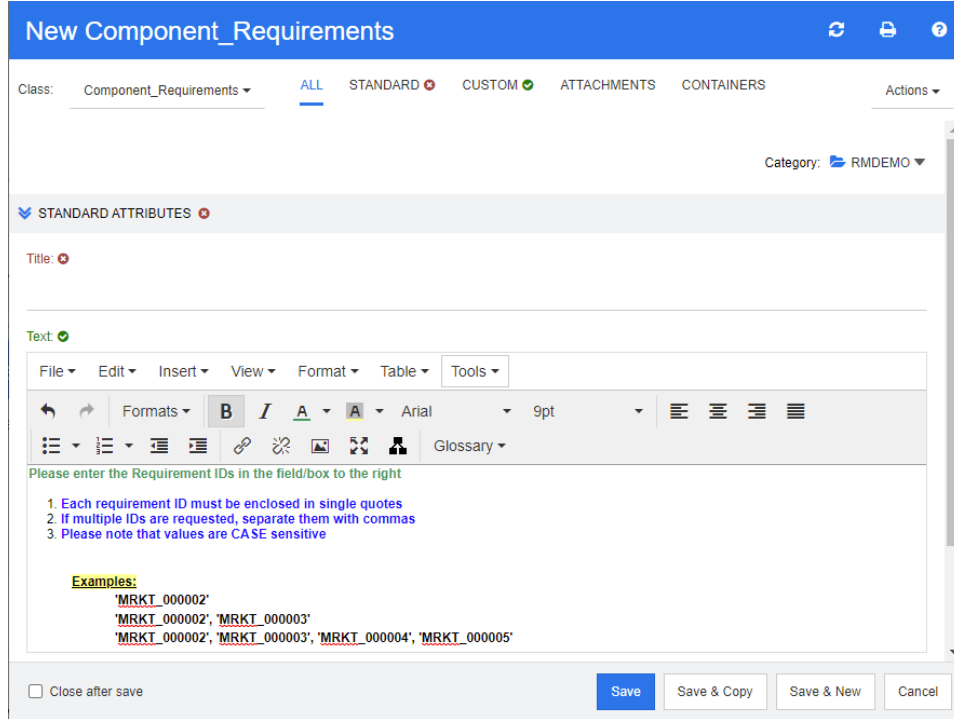 New Component_Requirements
Class: Component_Requirements ALL STANDARD CUSTOM ATTACHMENTS CONTAINERS Actions
Category: RMDEMO
STANDARD ATTRIBUTES
Title:
Text:
File Edit Insert View Format Table Tools
Formats B I A A Arial 9pt
Glossary
Please enter the Requirement IDs in the field/box to the right
1. Each requirement ID must be enclosed in single quotes
2. If multiple IDs are requested, separate them with commas
3. Please note that values are CASE sensitive
Examples:
'MRKT_000002'
'MRKT_000002', 'MRKT_000003'
'MRKT_000002', 'MRKT_000003', 'MRKT_000004', 'MRKT_000005'
Close after save Save Save & Copy Save & New Cancel